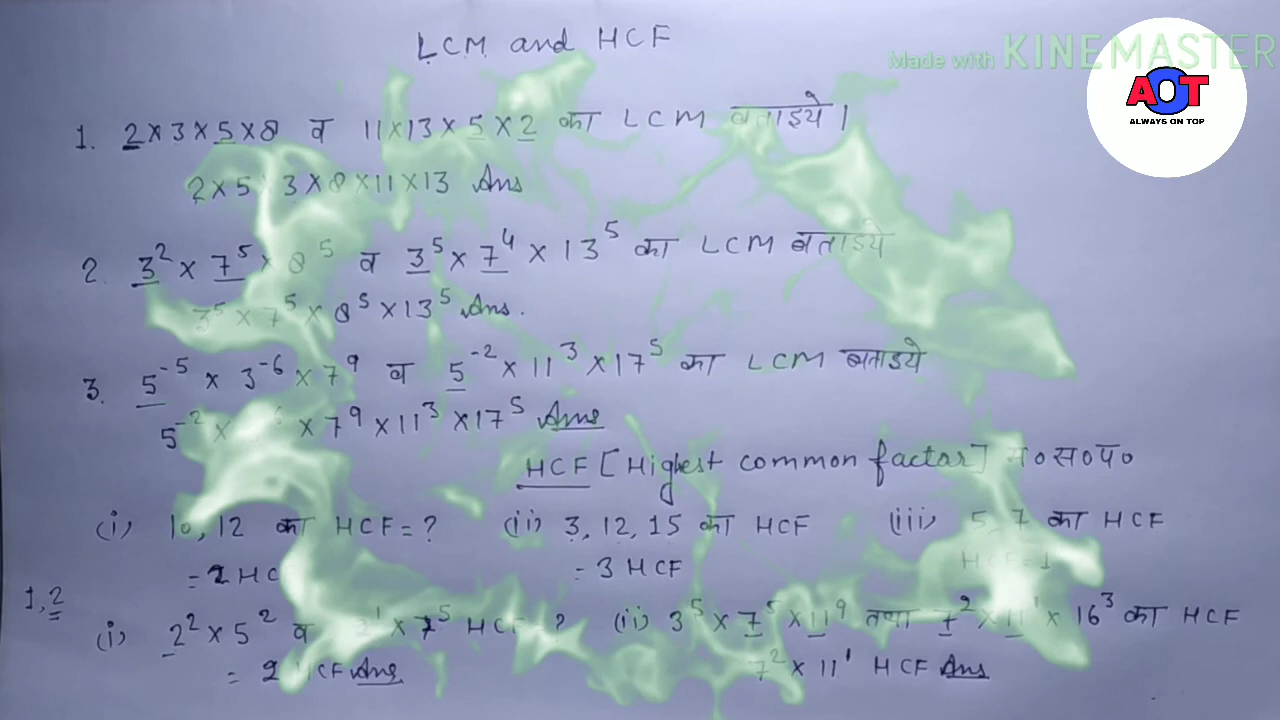 LCM and HCF
Made with KINEMASTER
AOT
ALWAYS ON TOP
1. 2×3×5×8 व 11×13×5×2 का LCM बताइये।
2×5 3×8×11×13 Ans
2. 3² × 7⁵ × 8⁵ व 3⁵ × 7⁴ × 13⁵ का LCM बताइये
3⁵ × 7⁵ × 8⁵ × 13⁵ Ans.
3. 5⁻⁵ × 3⁻⁶ × 7⁹ व 5⁻² × 11³ × 17⁵ का LCM बताइये
5⁻² × × 7⁹ × 11³ × 17⁵ Ans
HCF [Highest common factor] म०स०प०
(i) 10, 12 का HCF = ? (ii) 3, 12, 15 का HCF (iii) 5, 7 का HCF
= 2 HC = 3 HCF HCF = 1
1, 2
(i) 2² × 5² व × 7⁵ HCF ? (ii) 3⁵ × 7⁵ × 11⁹ तथा 7² × 11¹ × 16³ का HCF
= 2 HCF Ans 7² × 11¹ HCF Ans